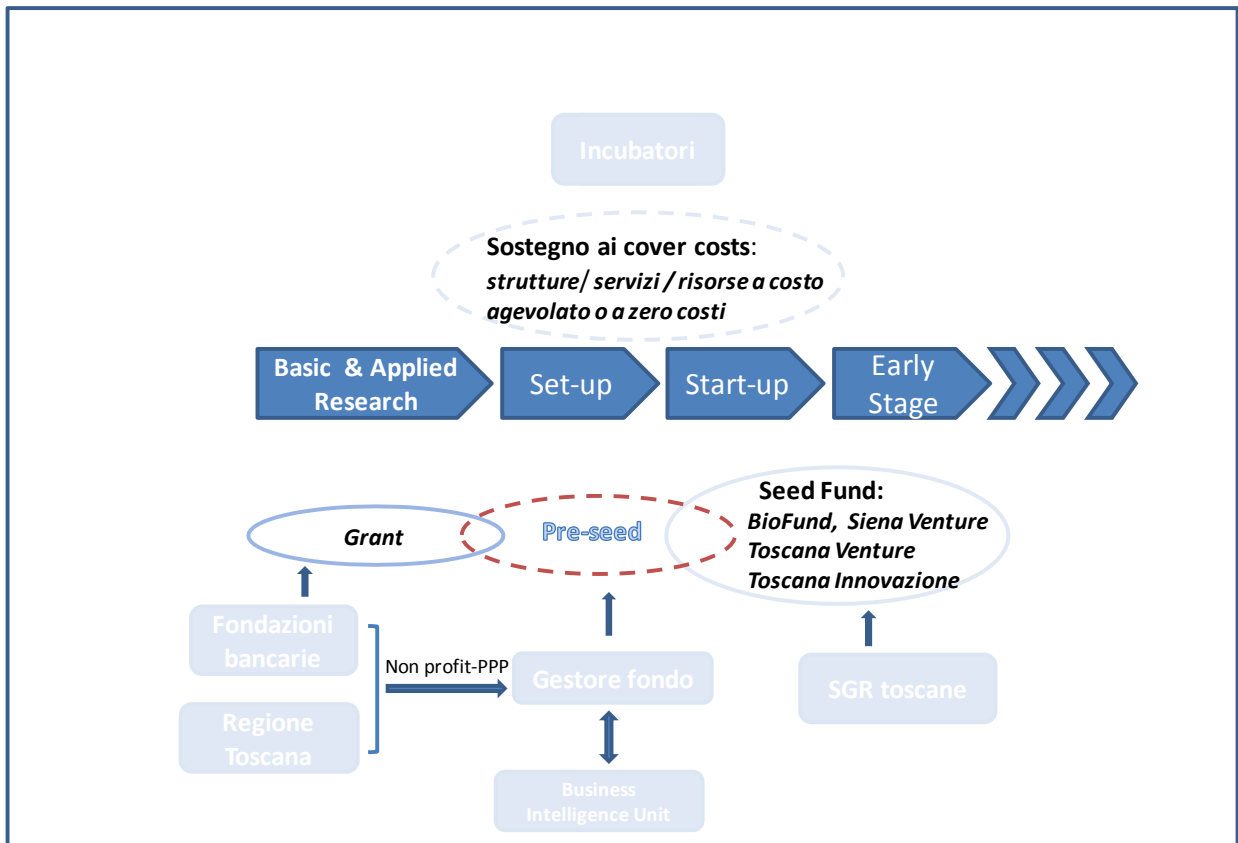 Incubatori
Sostegno ai cover costs:
strutture/ servizi / risorse a costo
agevolato o a zero costi
Basic & Applied
Research
Set-up
Start-up
Early
Stage
Grant
Pre-seed
Seed Fund:
BioFund, Siena Venture
Toscana Venture
Toscana Innovazione
Fondazioni
bancarie
Non profit-PPP
Gestore fondo
SGR toscane
Regione
Toscana
Business
Intelligence Unit